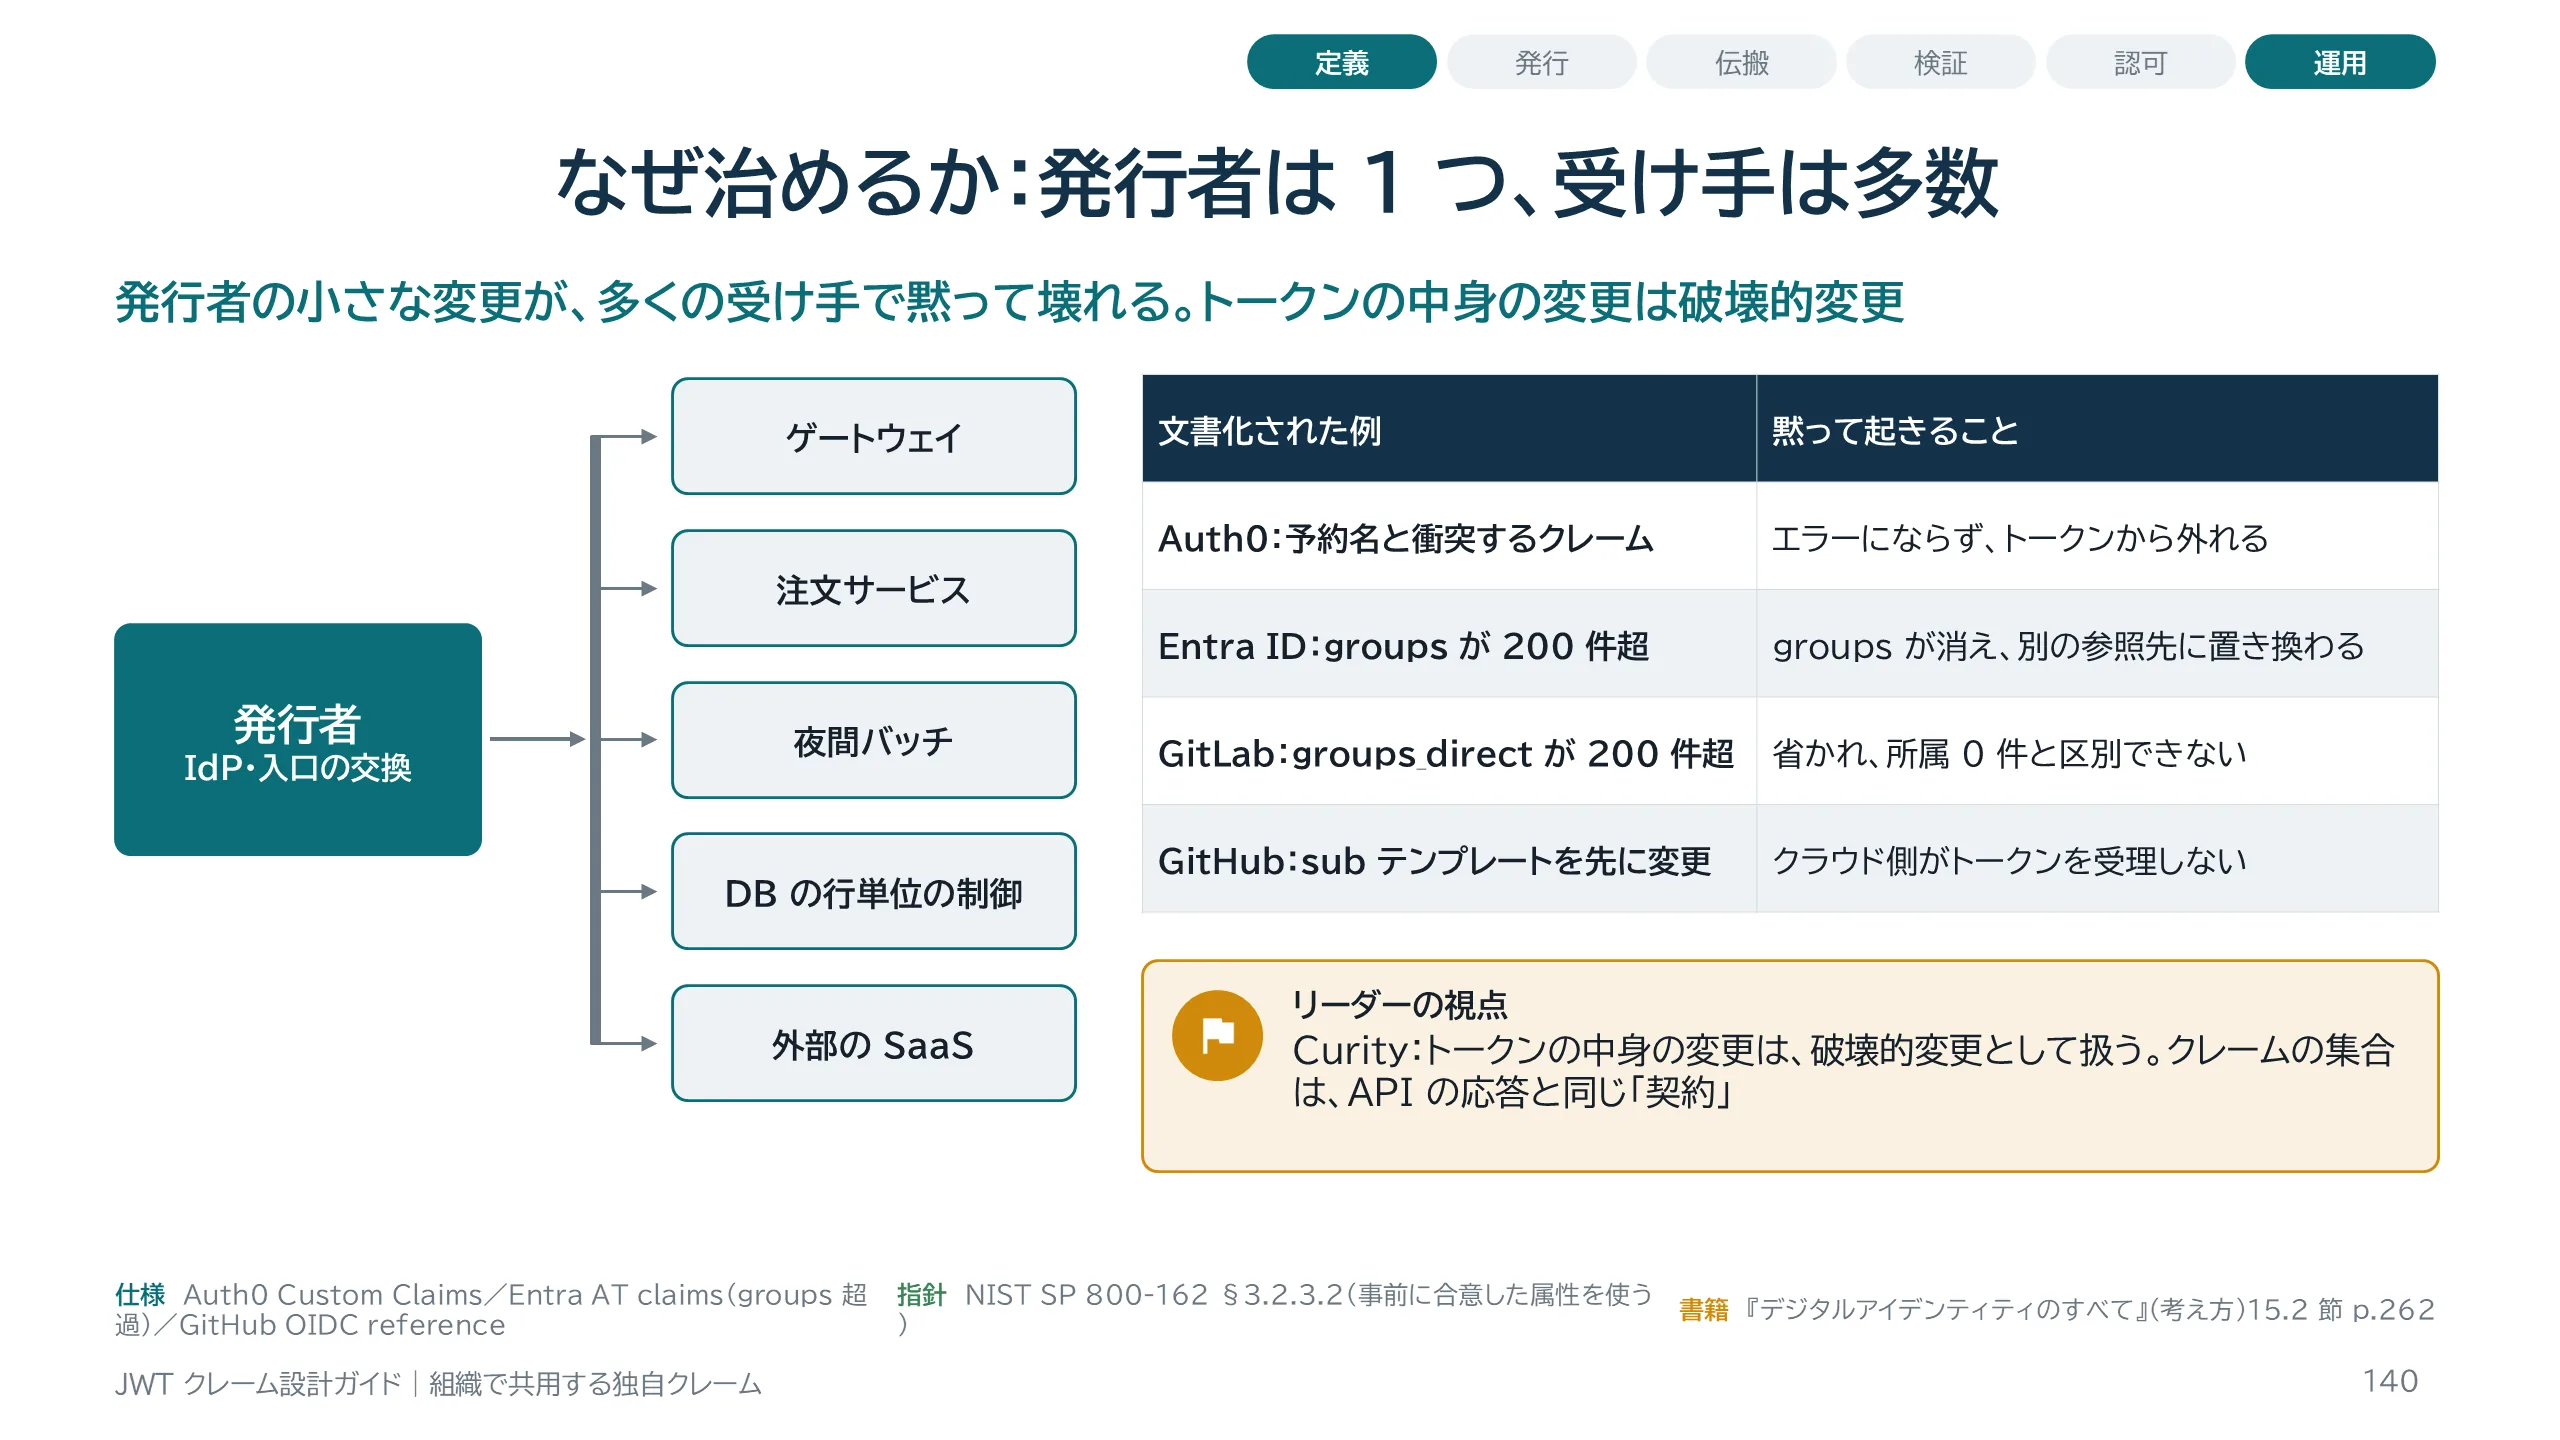 定義
発行
伝搬
検証
認可
運用
なぜ治めるか：発行者は 1 つ、受け手は多数
発行者の小さな変更が、多くの受け手で黙って壊れる。トークンの中身の変更は破壊的変更
発行者
IdP・入口の交換
ゲートウェイ
注文サービス
夜間バッチ
DB の行単位の制御
外部の SaaS
文書化された例
黙って起きること
Auth0：予約名と衝突するクレーム
エラーにならず、トークンから外れる
Entra ID：groups が 200 件超
groups が消え、別の参照先に置き換わる
GitLab：groups_direct が 200 件超
省かれ、所属 0 件と区別できない
GitHub：sub テンプレートを先に変更
クラウド側がトークンを受理しない
リーダーの視点
Curity：トークンの中身の変更は、破壊的変更として扱う。クレームの集合
は、API の応答と同じ「契約」
仕様 Auth0 Custom Claims／Entra AT claims（groups 超
過）／GitHub OIDC reference
指針 NIST SP 800-162 §3.2.3.2（事前に合意した属性を使う
）
書籍 『デジタルアイデンティティのすべて』（考え方）15.2 節 p.262
JWT クレーム設計ガイド｜組織で共用する独自クレーム
140